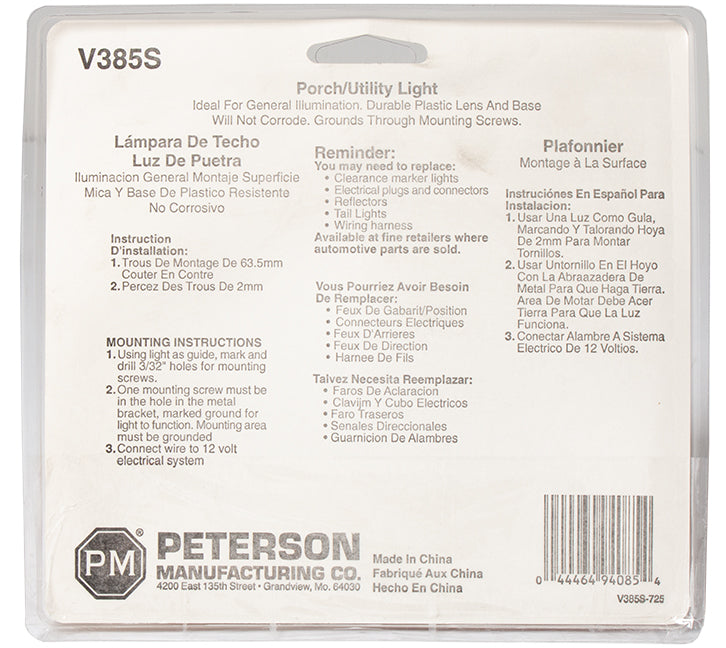 V385S
Porch/Utility Light
Ideal For General Illumination. Durable Plastic Lens And Base
Will Not Corrode. Grounds Through Mounting Screws.
Lámpara De Techo
Luz De Puetra
Iluminacion General Montaje Superficie
Mica Y Base De Plastico Resistente
No Corrosivo
Instruction
D'installation:
1. Trous De Montage De 63.5mm
Couter En Contre
2. Percez Des Trous De 2mm
MOUNTING INSTRUCTIONS
1. Using light as guide, mark and
drill 3/32" holes for mounting
screws.
2. One mounting screw must be
in the hole in the metal
bracket, marked ground for
light to function. Mounting area
must be grounded
3. Connect wire to 12 volt
electrical system
Reminder:
You may need to replace:
• Clearance marker lights
• Electrical plugs and connectors
• Reflectors
• Tail Lights
• Wiring harness
Available at fine retailers where
automotive parts are sold.
Vous Pourriez Avoir Besoin
De Remplacer:
• Feux De Gabarit/Position
• Connecteurs Electriques
• Feux D'Arrieres
• Feux De Direction
• Harnee De Fils
Talvez Necesita Reemplazar:
• Faros De Aclaracion
• Clavijm Y Cubo Electricos
• Faro Traseros
• Senales Direccionales
• Guarnicion De Alambres
Plafonnier
Montage à La Surface
Instruciónes En Español Para
Instalacion:
1. Usar Una Luz Como Gula,
Marcando Y Talorando Hoya
De 2mm Para Montar
Tornillos.
2. Usar Untornillo En El Hoyo
Con La Abraazadera De
Metal Para Que Haga Tierra.
Area De Motar Debe Acer
Tierra Para Que La Luz
Funciona.
3. Conectar Alambre A Sistema
Electrico De 12 Voltios.
PM®
PETERSON
MANUFACTURING CO.
4200 East 135th Street • Grandview, Mo. 64030
Made In China
Fabriqué Aux China
Hecho En China
0 44464 94085 4
V385S-725